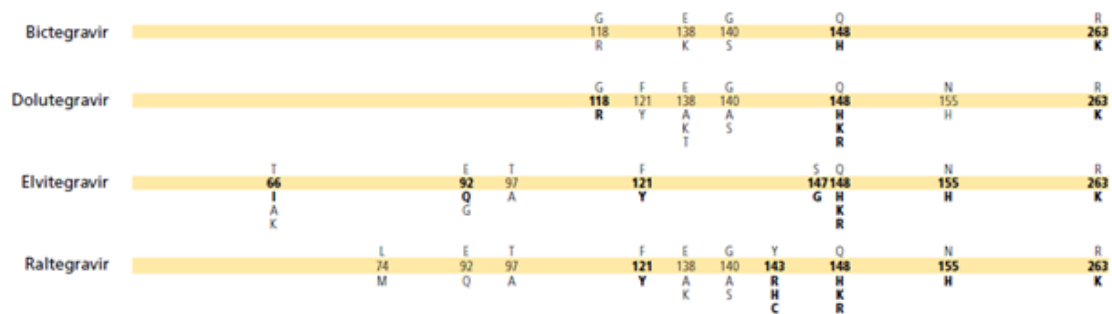 G E G Q R
Bictegravir 118 138 140 148 263
R K S H K
G F E G Q N R
Dolutegravir 118 121 138 140 148 155 263
R Y A A H H K
K S K
T R
T E T F S Q N R
Elvitegravir 66 92 97 121 147 148 155 263
I Q A Y G H H K
A G K
K R
L E T F E G Y Q N R
Raltegravir 74 92 97 121 138 140 143 148 155 263
M Q A Y A A R H H K
K S H K
C R